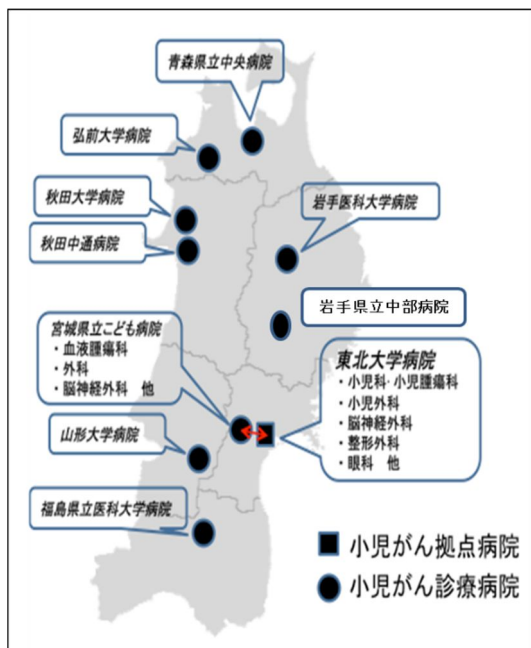 青森県立中央病院
弘前大学病院
秋田大学病院
岩手医科大学病院
秋田中通病院
岩手県立中部病院
宮城県立こども病院
・血液腫瘍科
・外科
・脳神経外科 他
東北大学病院
・小児科・小児腫瘍科
・小児外科
・脳神経外科
・整形外科
・眼科 他
山形大学病院
福島県立医科大学病院
小児がん拠点病院
小児がん診療病院